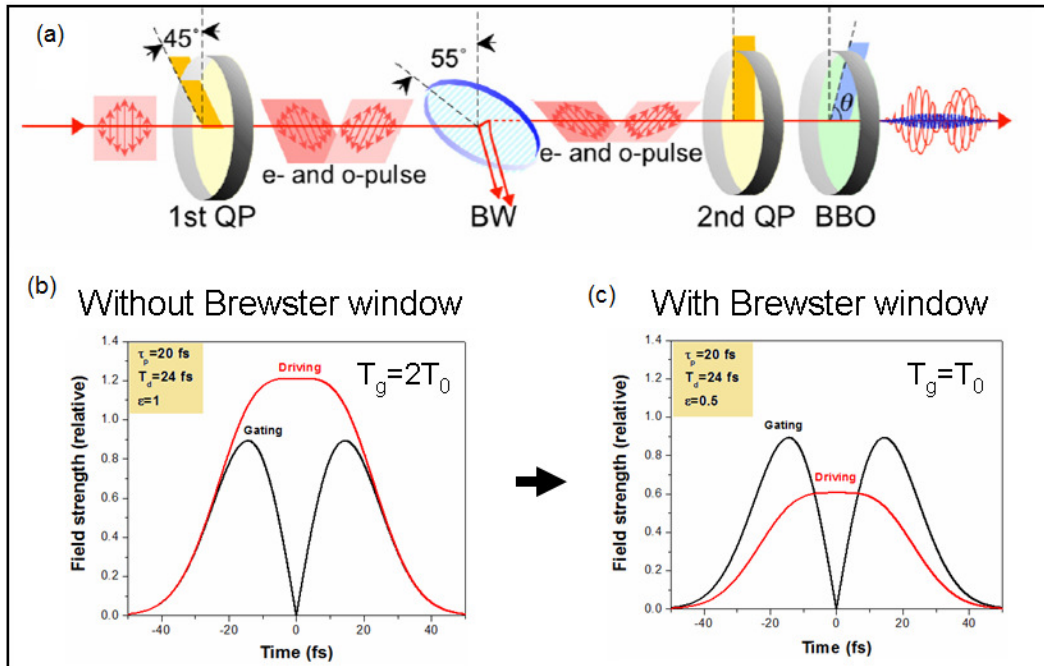 (a)
45°
55°
θ
e- and o-pulse
e- and o-pulse
1st QP
BW
2nd QP
BBO
(b)
Without Brewster window
1.4
1.2
1.0
0.8
0.6
0.4
0.2
0.0
Field strength (relative)
τp=20 fs
Td=24 fs
ε=1
Driving
Gating
Tg=2T0
-40
-20
0
20
40
Time (fs)
(c)
With Brewster window
1.4
1.2
1.0
0.8
0.6
0.4
0.2
0.0
Field strength (relative)
τp=20 fs
Td=24 fs
ε=0.5
Gating
Driving
Tg=T0
-40
-20
0
20
40
Time (fs)